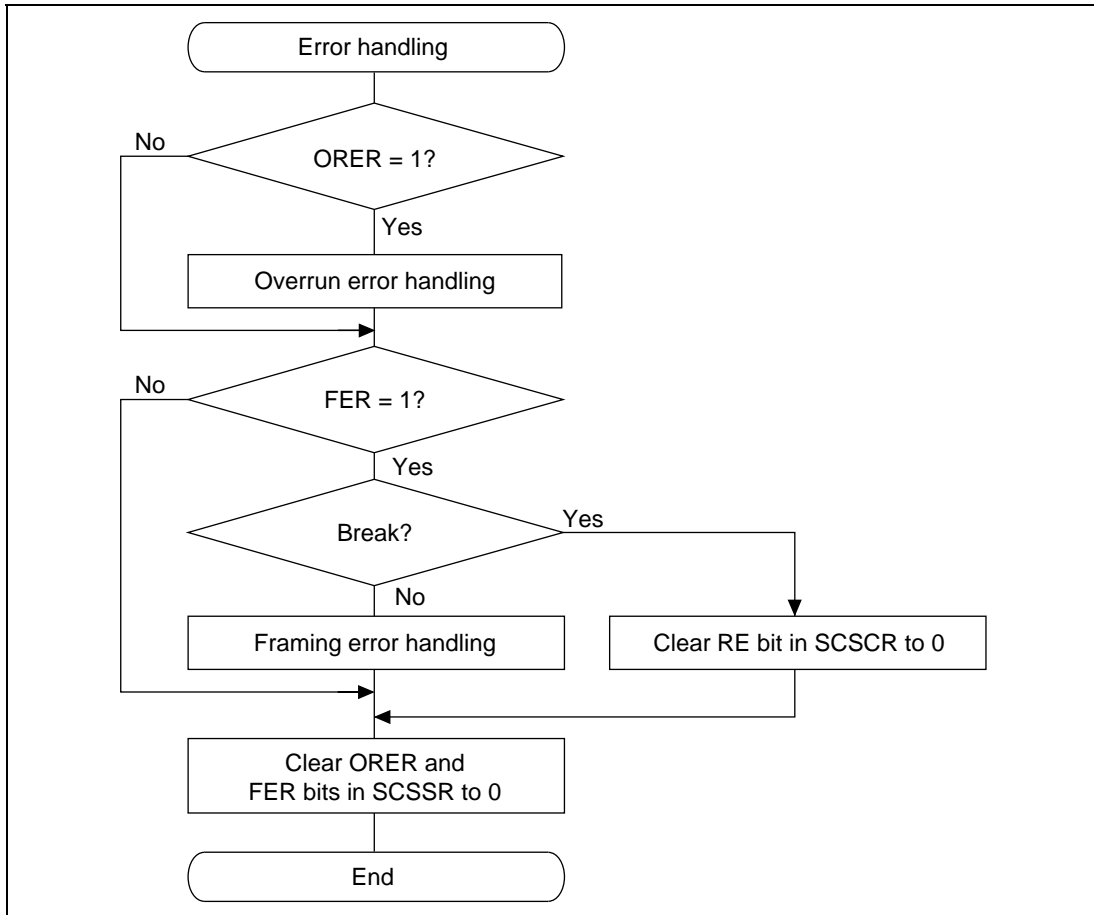 Error handling
No
ORER = 1?
Yes
Overrun error handling
No
FER = 1?
Yes
Break?
Yes
No
Framing error handling
Clear RE bit in SCSCR to 0
Clear ORER and
FER bits in SCSSR to 0
End